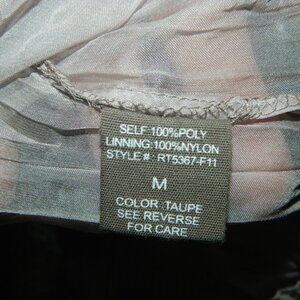 SELF:100%POLY
LINNING:100%NYLON
STYLE#: RT5367-F11
M
COLOR :TAUPE
SEE REVERSE
FOR CARE